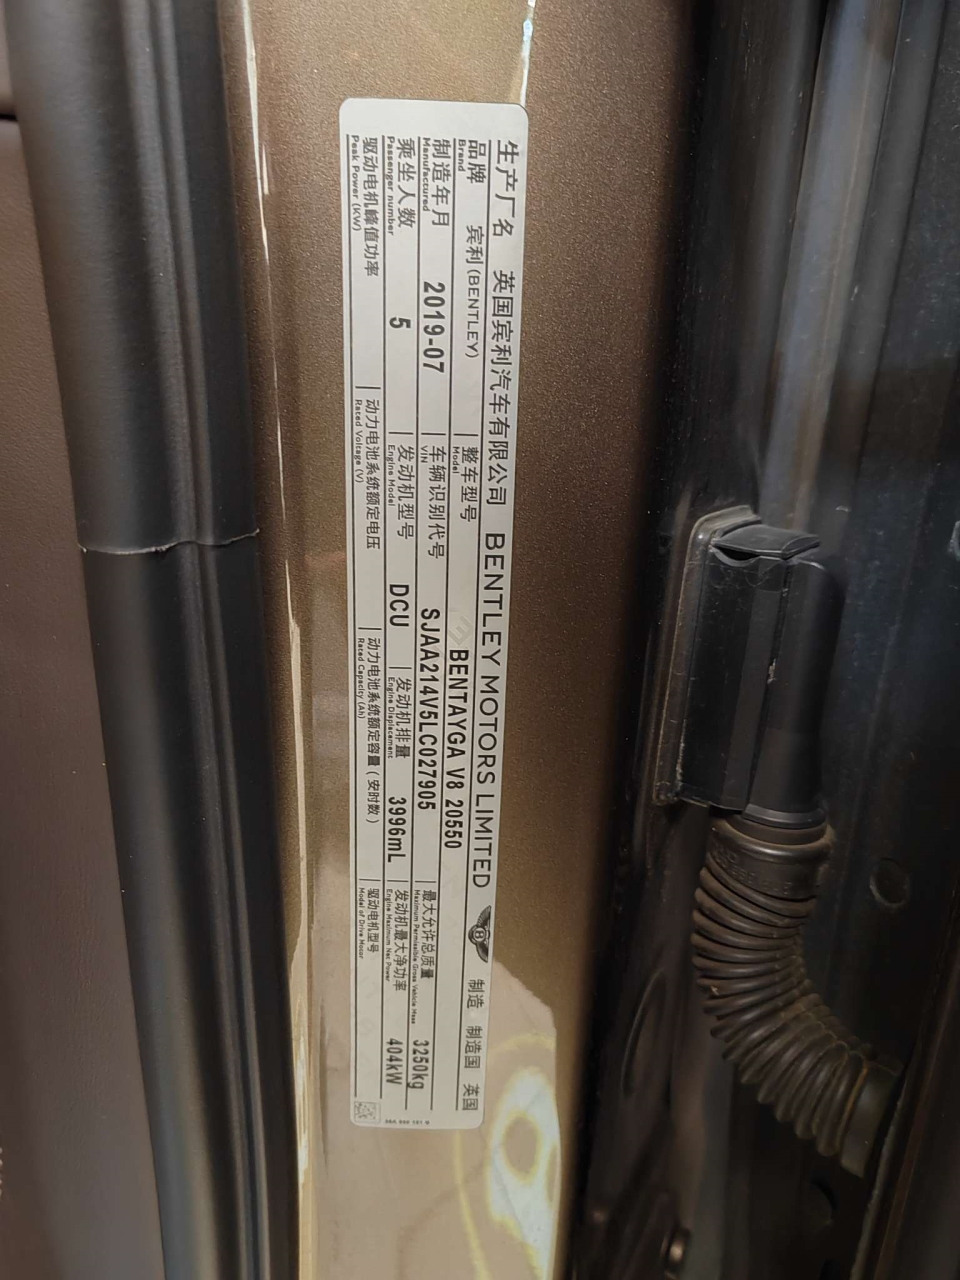 生产厂名 英国宾利汽车有限公司 BENTLEY MOTORS LIMITED 制造
品牌 宾利(BENTLEY) 整车型号 BENTAYGA V8 20550 制造国 英国
Brand Model
制造年月 2019-07 车辆识别代号 SJAA214V5LC027905 最大允许总质量 3250kg
Manufactured VIN Maximum Permissible Gross Vehicle Mass
乘坐人数 5 发动机型号 DCU 发动机排量 3996mL 发动机最大净功率 404kW
Passenger number Engine Model Engine Displacement Engine Maximum Net Power
驱动电机峰值功率 动力电池系统额定电压 动力电池系统额定容量(安时数) 驱动电机型号
Peak Power (KW) Rated Voltage (V) Rated Capacity (Ah) Model of Drive Motor